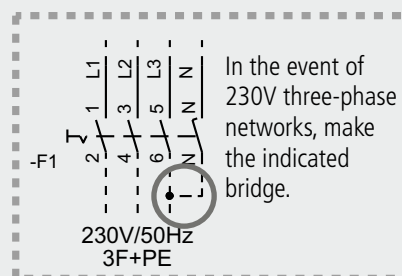 L1 L2 L3 N
1 3 5 N
-F1
2 4 6 N
230V/50Hz
3F+PE
In the event of
230V three-phase
networks, make
the indicated
bridge.